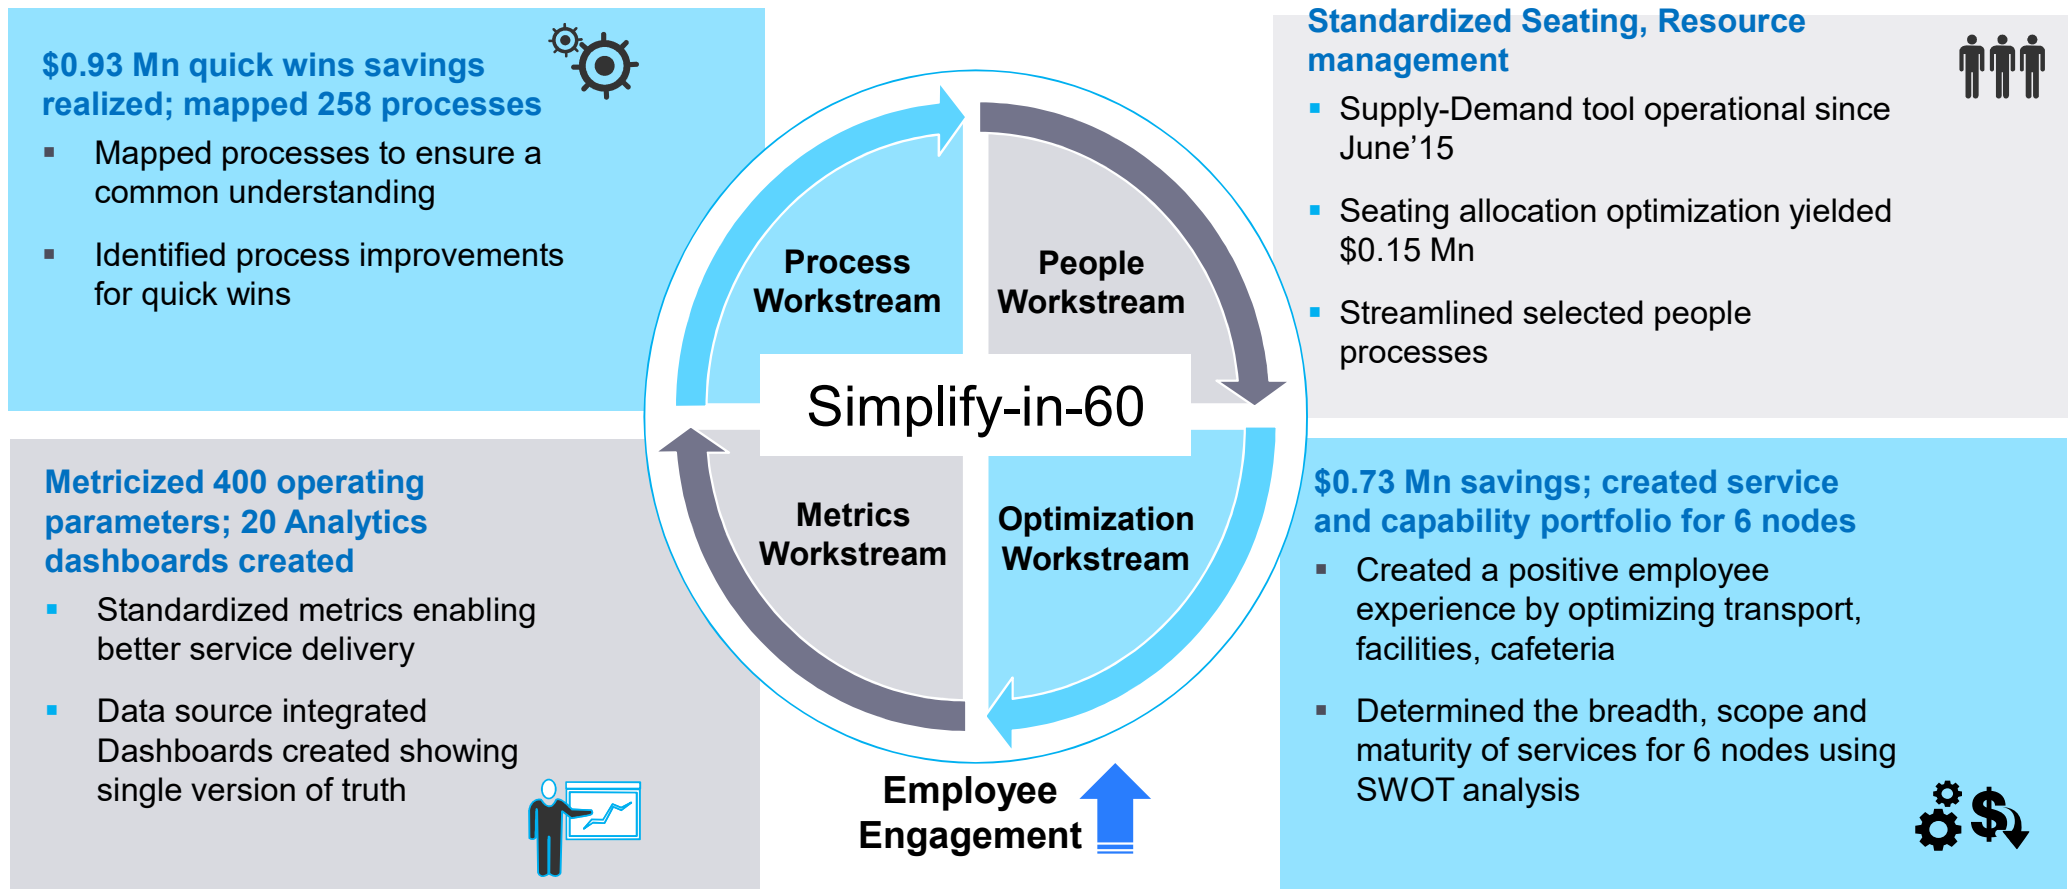 $0.93 Mn quick wins savings
realized; mapped 258 processes
▪ Mapped processes to ensure a
common understanding
▪ Identified process improvements
for quick wins
Standardized Seating, Resource
management
▪ Supply-Demand tool operational since
June’15
▪ Seating allocation optimization yielded
$0.15 Mn
▪ Streamlined selected people
processes
Process
Workstream
People
Workstream
Simplify-in-60
Metrics
Workstream
Optimization
Workstream
Metricized 400 operating
parameters; 20 Analytics
dashboards created
▪ Standardized metrics enabling
better service delivery
▪ Data source integrated
Dashboards created showing
single version of truth
$0.73 Mn savings; created service
and capability portfolio for 6 nodes
▪ Created a positive employee
experience by optimizing transport,
facilities, cafeteria
▪ Determined the breadth, scope and
maturity of services for 6 nodes using
SWOT analysis
$
Employee
Engagement